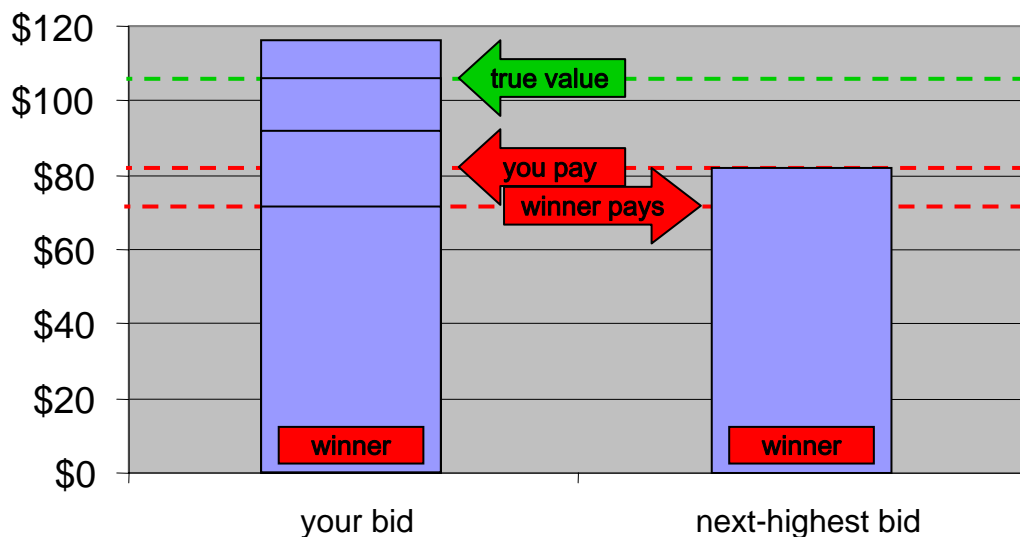 $120
true value
$100
you pay
$80
winner pays
$60
$40
$20
winner
winner
$0
your bid
next-highest bid